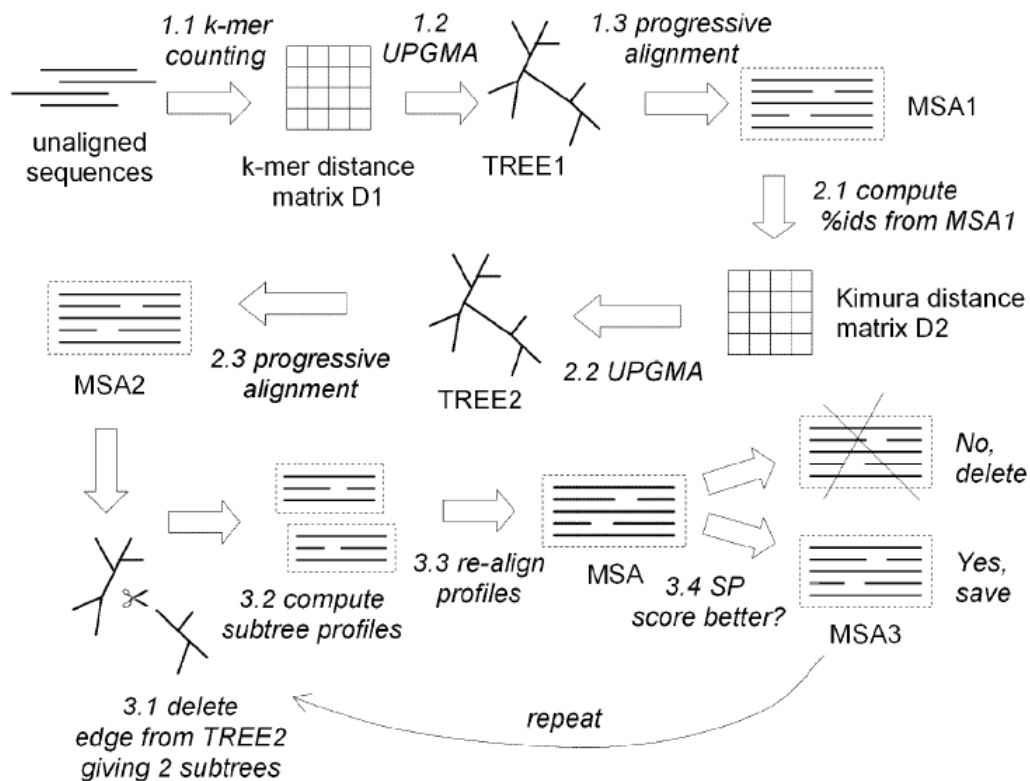 1.1 k-mer
counting
1.2
UPGMA
1.3 progressive
alignment
unaligned
sequences
k-mer distance
matrix D1
TREE1
MSA1
2.1 compute
%ids from MSA1
Kimura distance
matrix D2
2.2 UPGMA
TREE2
2.3 progressive
alignment
MSA2
3.1 delete
edge from TREE2
giving 2 subtrees
3.2 compute
subtree profiles
3.3 re-align
profiles
MSA
3.4 SP
score better?
No,
delete
Yes,
save
MSA3
repeat